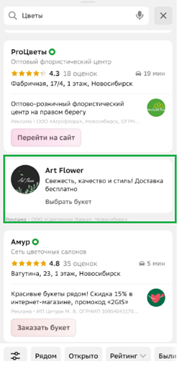 Цветы
ProЦветы
Оптовый флористический центр
4.3 18 оценок 19 мин
Фабричная, 17/4, 1 этаж, Новосибирск
Оптово-розничный флористический
центр на правом берегу
Перейти на сайт
Art Flower
Свежесть, качество и стиль! Доставка
бесплатно
Выбрать букет
Амур
Сеть цветочных салонов
4.8 35 оценок 5 мин
Ватутина, 23, 1 этаж, Новосибирск
Красивые букеты рядом! Скидка 15% в
интернет-магазине, промокод «2GIS»
Заказать букет
Рядом Открыто Рейтинг